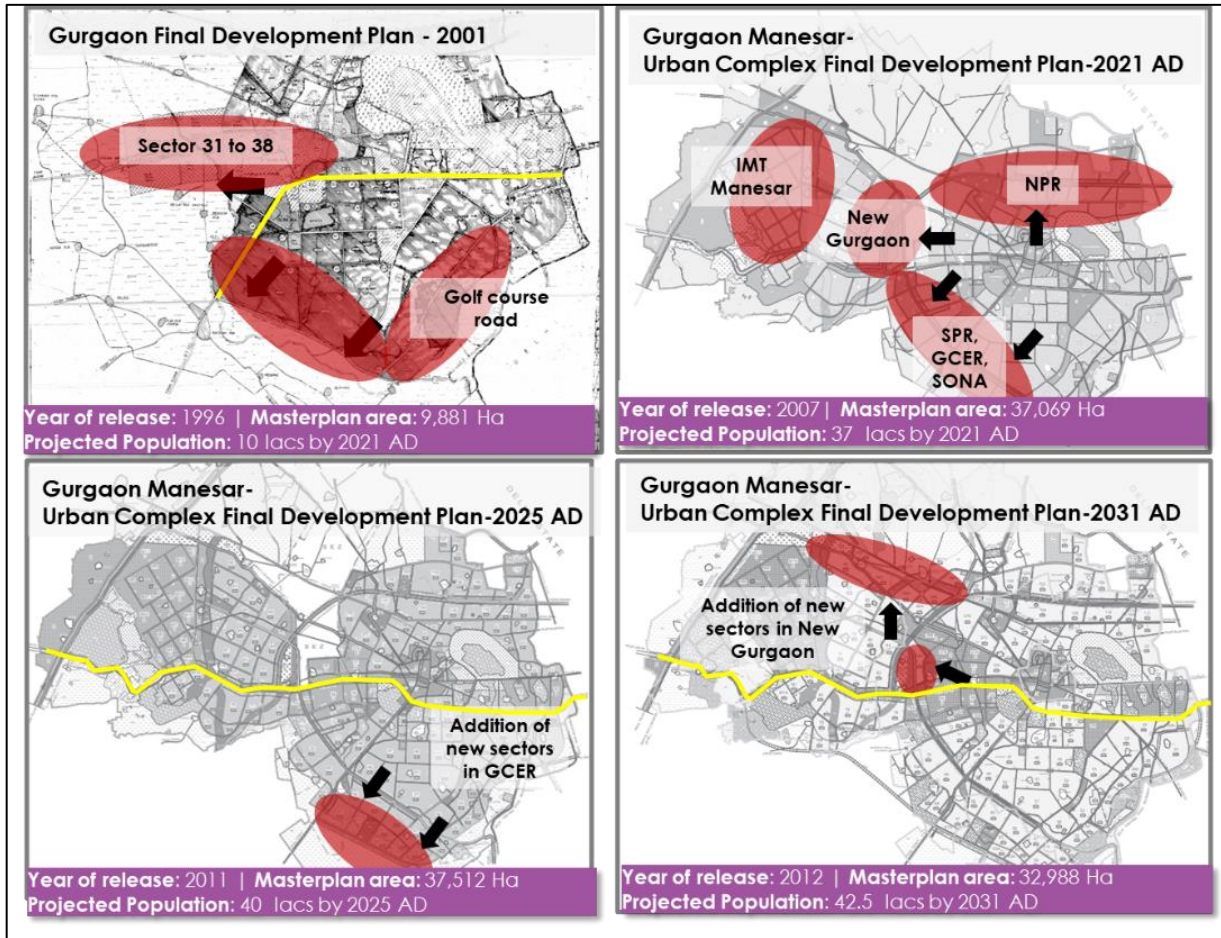 Gurgaon Final Development Plan - 2001
Sector 31 to 38
Golf course
road
Year of release: 1996 | Masterplan area: 9,881 Ha
Projected Population: 10 lacs by 2021 AD
Gurgaon Manesar-
Urban Complex Final Development Plan-2021 AD
IMT
Manesar
New
Gurgaon
NPR
SPR,
GCER,
SONA
Year of release: 2007 | Masterplan area: 37,069 Ha
Projected Population: 37 lacs by 2021 AD
Gurgaon Manesar-
Urban Complex Final Development Plan-2025 AD
Addition of
new sectors
in GCER
Year of release: 2011 | Masterplan area: 37,512 Ha
Projected Population: 40 lacs by 2025 AD
Gurgaon Manesar-
Urban Complex Final Development Plan-2031 AD
Addition of new
sectors in New
Gurgaon
Year of release: 2012 | Masterplan area: 32,988 Ha
Projected Population: 42.5 lacs by 2031 AD